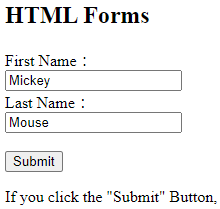 HTML Forms
First Name：
Mickey
Last Name：
Mouse
Submit
If you click the "Submit" Button,